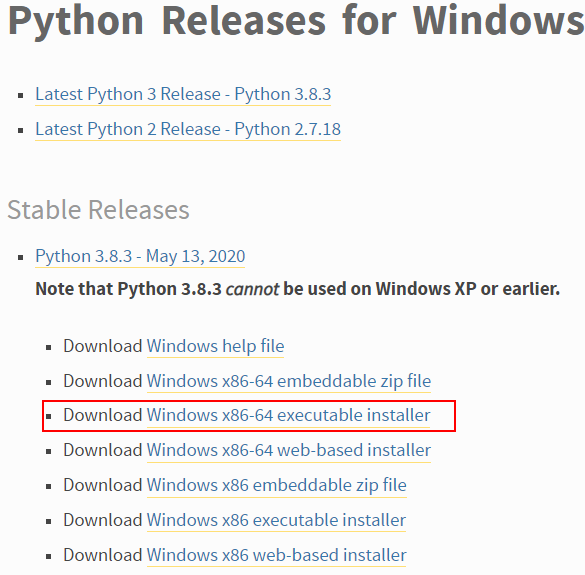 Python Releases for Windows
Latest Python 3 Release - Python 3.8.3
Latest Python 2 Release - Python 2.7.18
Stable Releases
Python 3.8.3 - May 13, 2020
Note that Python 3.8.3 cannot be used on Windows XP or earlier.
Download Windows help file
Download Windows x86-64 embeddable zip file
Download Windows x86-64 executable installer
Download Windows x86-64 web-based installer
Download Windows x86 embeddable zip file
Download Windows x86 executable installer
Download Windows x86 web-based installer